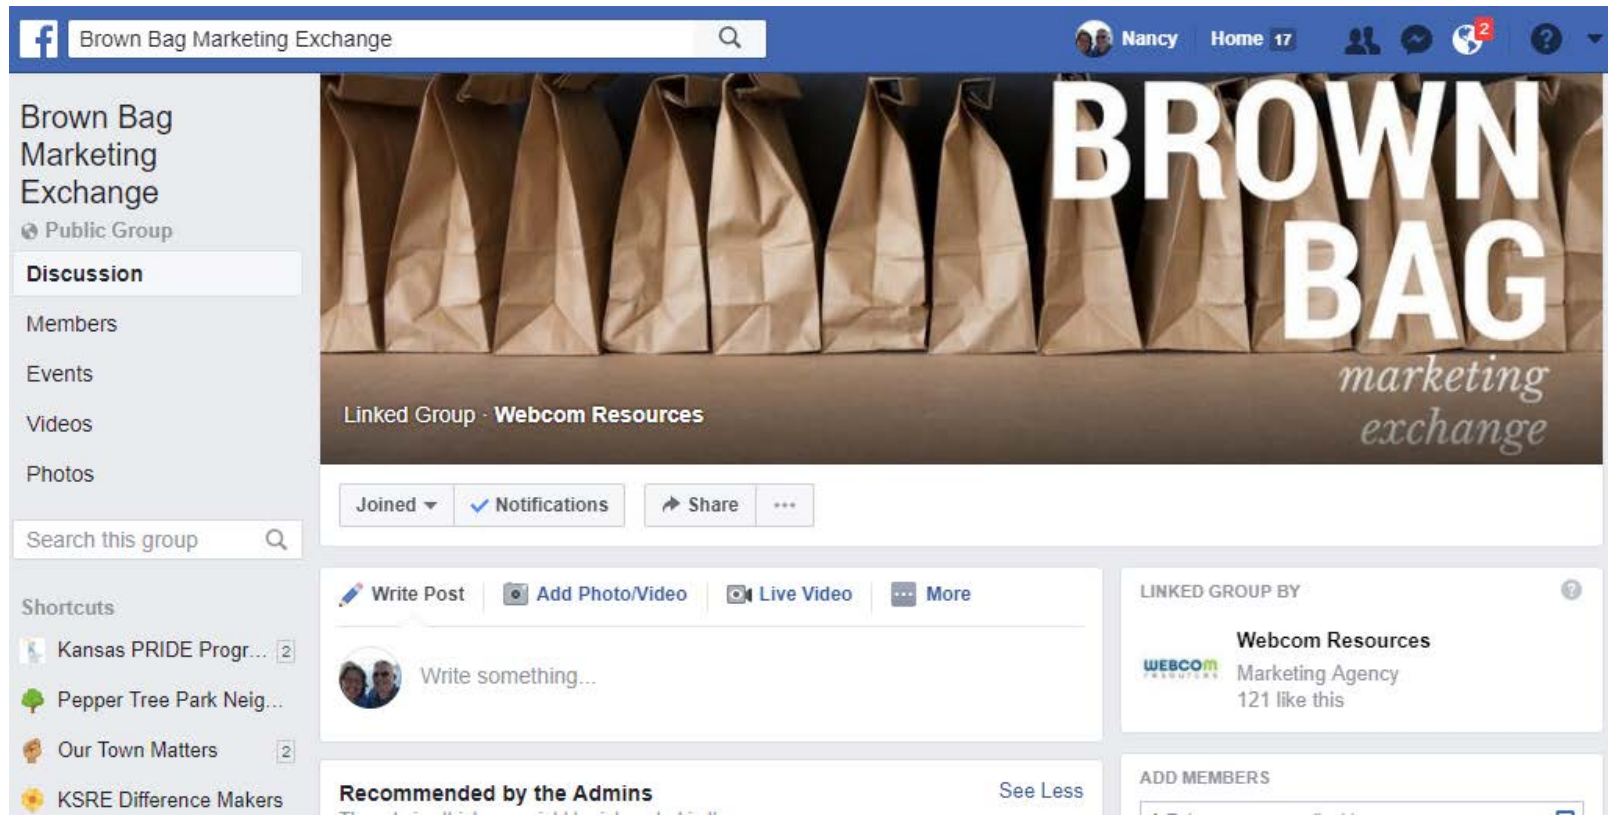 Brown Bag Marketing Exchange
Nancy
Home 17
2
?
Brown Bag
Marketing
Exchange
Public Group
Discussion
Members
Events
Videos
Photos
Search this group
Shortcuts
Kansas PRIDE Progr... 2
Pepper Tree Park Neig...
Our Town Matters 2
KSRE Difference Makers
BROWN
BAG
marketing
exchange
Linked Group · Webcom Resources
Joined
Notifications
Share
...
Write Post
Add Photo/Video
Live Video
More
Write something...
Recommended by the Admins
See Less
LINKED GROUP BY
?
WEBCOM
RESOURCES
Webcom Resources
Marketing Agency
121 like this
ADD MEMBERS